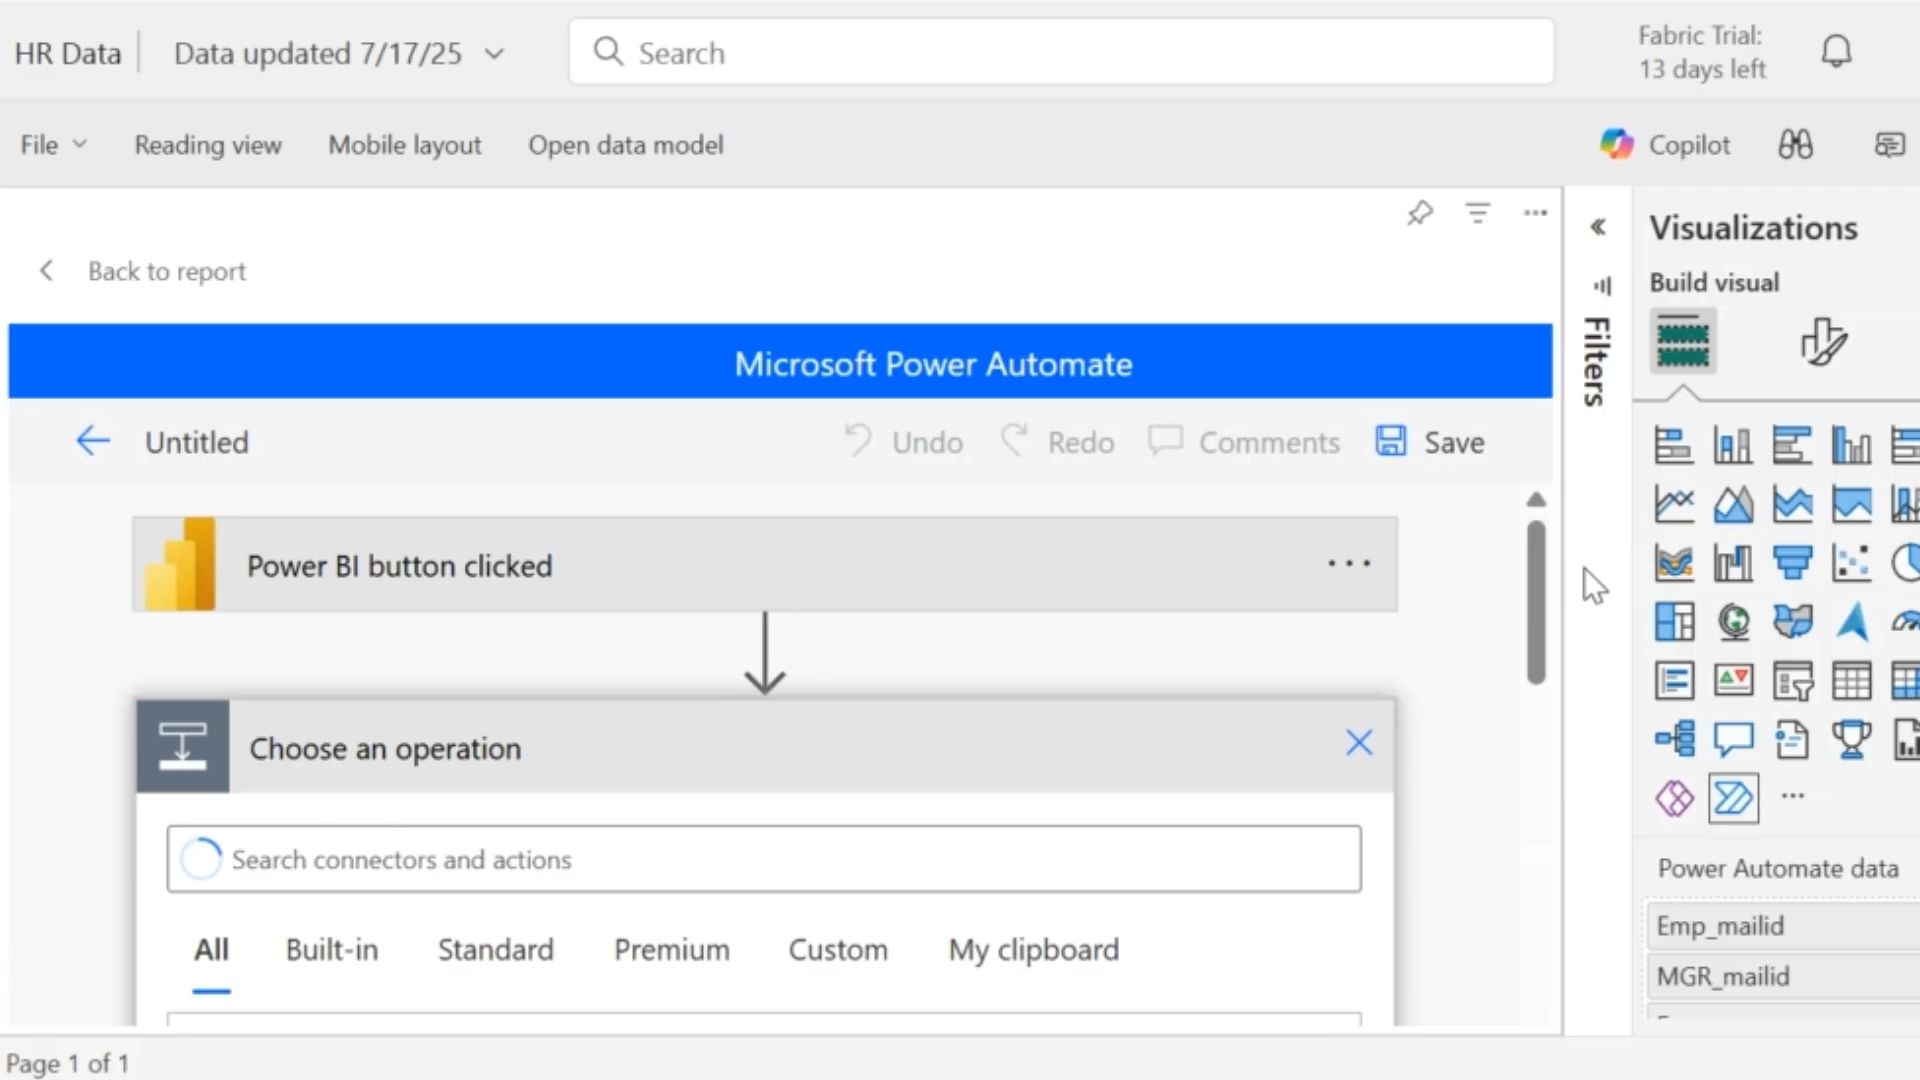 HR Data
Data updated 7/17/25
Search
Fabric Trial:
13 days left
File
Reading view
Mobile layout
Open data model
Copilot
Back to report
Filters
Visualizations
Build visual
Microsoft Power Automate
Untitled
Undo
Redo
Comments
Save
Power BI button clicked
Choose an operation
Search connectors and actions
All
Built-in
Standard
Premium
Custom
My clipboard
Power Automate data
Emp_mailid
MGR_mailid
Page 1 of 1